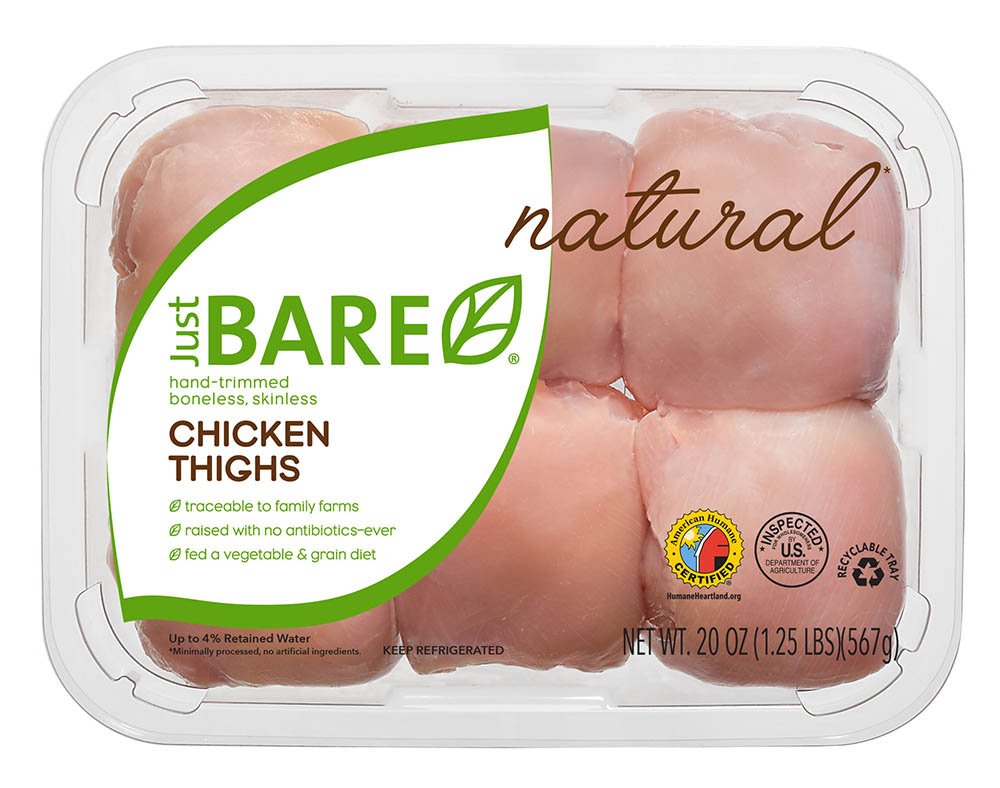 natural*
Just
BARE®
hand-trimmed
boneless, skinless
CHICKEN
THIGHS
traceable to family farms
raised with no antibiotics-ever
fed a vegetable & grain diet
American Humane
CERTIFIED®
HumaneHeartland.org
INSPECTED
FOR WHOLESOMENESS
BY
U.S.
DEPARTMENT OF
AGRICULTURE
RECYCLABLE TRAY
Up to 4% Retained Water
*Minimally processed, no artificial ingredients.
KEEP REFRIGERATED
NET WT. 20 OZ (1.25 LBS)(567g)